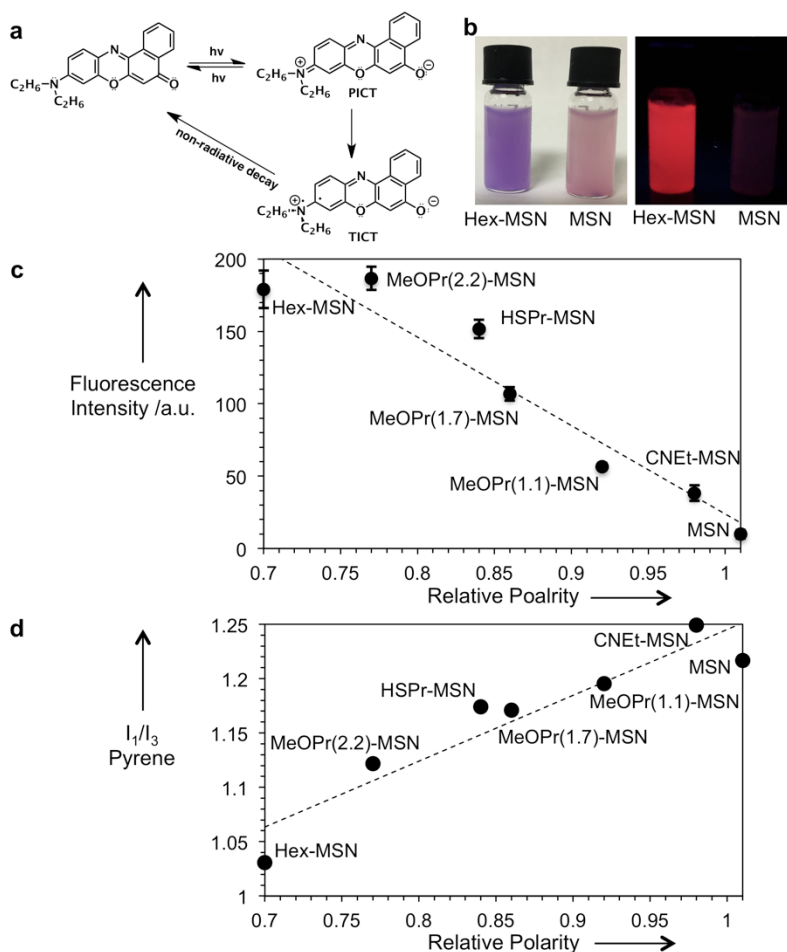 a
b
N
hν
hν
N
C₂H₆
N
O
O
C₂H₆
C₂H₆
N
O
O
C₂H₆
PICT
non-radiative decay
N
C₂H₆
N
O
O
C₂H₆
TICT
Hex-MSN MSN
Hex-MSN MSN
c
200
150
100
50
0
Fluorescence
Intensity /a.u.
MeOPr(2.2)-MSN
Hex-MSN
HSPr-MSN
MeOPr(1.7)-MSN
CNEt-MSN
MeOPr(1.1)-MSN
MSN
0.7 0.75 0.8 0.85 0.9 0.95 1
Relative Poalrity
d
1.25
1.2
1.15
1.1
1.05
1
I₁/I₃
Pyrene
CNEt-MSN
MSN
HSPr-MSN
MeOPr(1.1)-MSN
MeOPr(2.2)-MSN
MeOPr(1.7)-MSN
Hex-MSN
0.7 0.75 0.8 0.85 0.9 0.95 1
Relative Poalrity